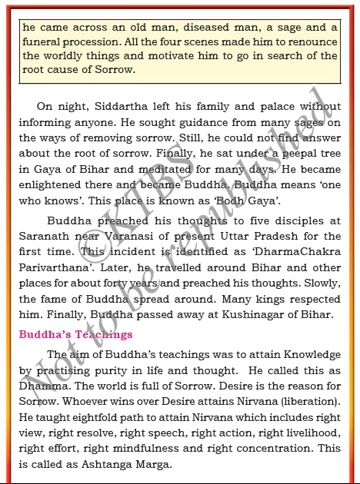 he came across an old man, diseased man, a sage and a
funeral procession. All the four scenes made him to renounce
the worldly things and motivate him to go in search of the
root cause of Sorrow.
On night, Siddartha left his family and palace without
informing anyone. He sought guidance from many sages on
the ways of removing sorrow. Still, he could not find answer
about the root of sorrow. Finally, he sat under a peepal tree
in Gaya of Bihar and meditated for many days. He became
enlightened there and became Buddha. Buddha means ‘one
who knows’. This place is known as ‘Bodh Gaya’.
Buddha preached his thoughts to five disciples at
Saranath near Varanasi of present Uttar Pradesh for the
first time. This incident is identified as ‘DharmaChakra
Parivarthana’. Later, he travelled around Bihar and other
places for about forty years and preached his thoughts. Slowly,
the fame of Buddha spread around. Many kings respected
him. Finally, Buddha passed away at Kushinagar of Bihar.
Buddha’s Teachings
The aim of Buddha’s teachings was to attain Knowledge
by practising purity in life and thought. He called this as
Dhamma. The world is full of Sorrow. Desire is the reason for
Sorrow. Whoever wins over Desire attains Nirvana (liberation).
He taught eightfold path to attain Nirvana which includes right
view, right resolve, right speech, right action, right livelihood,
right effort, right mindfulness and right concentration. This
is called as Ashtanga Marga.
©KTBS
Not to be republished